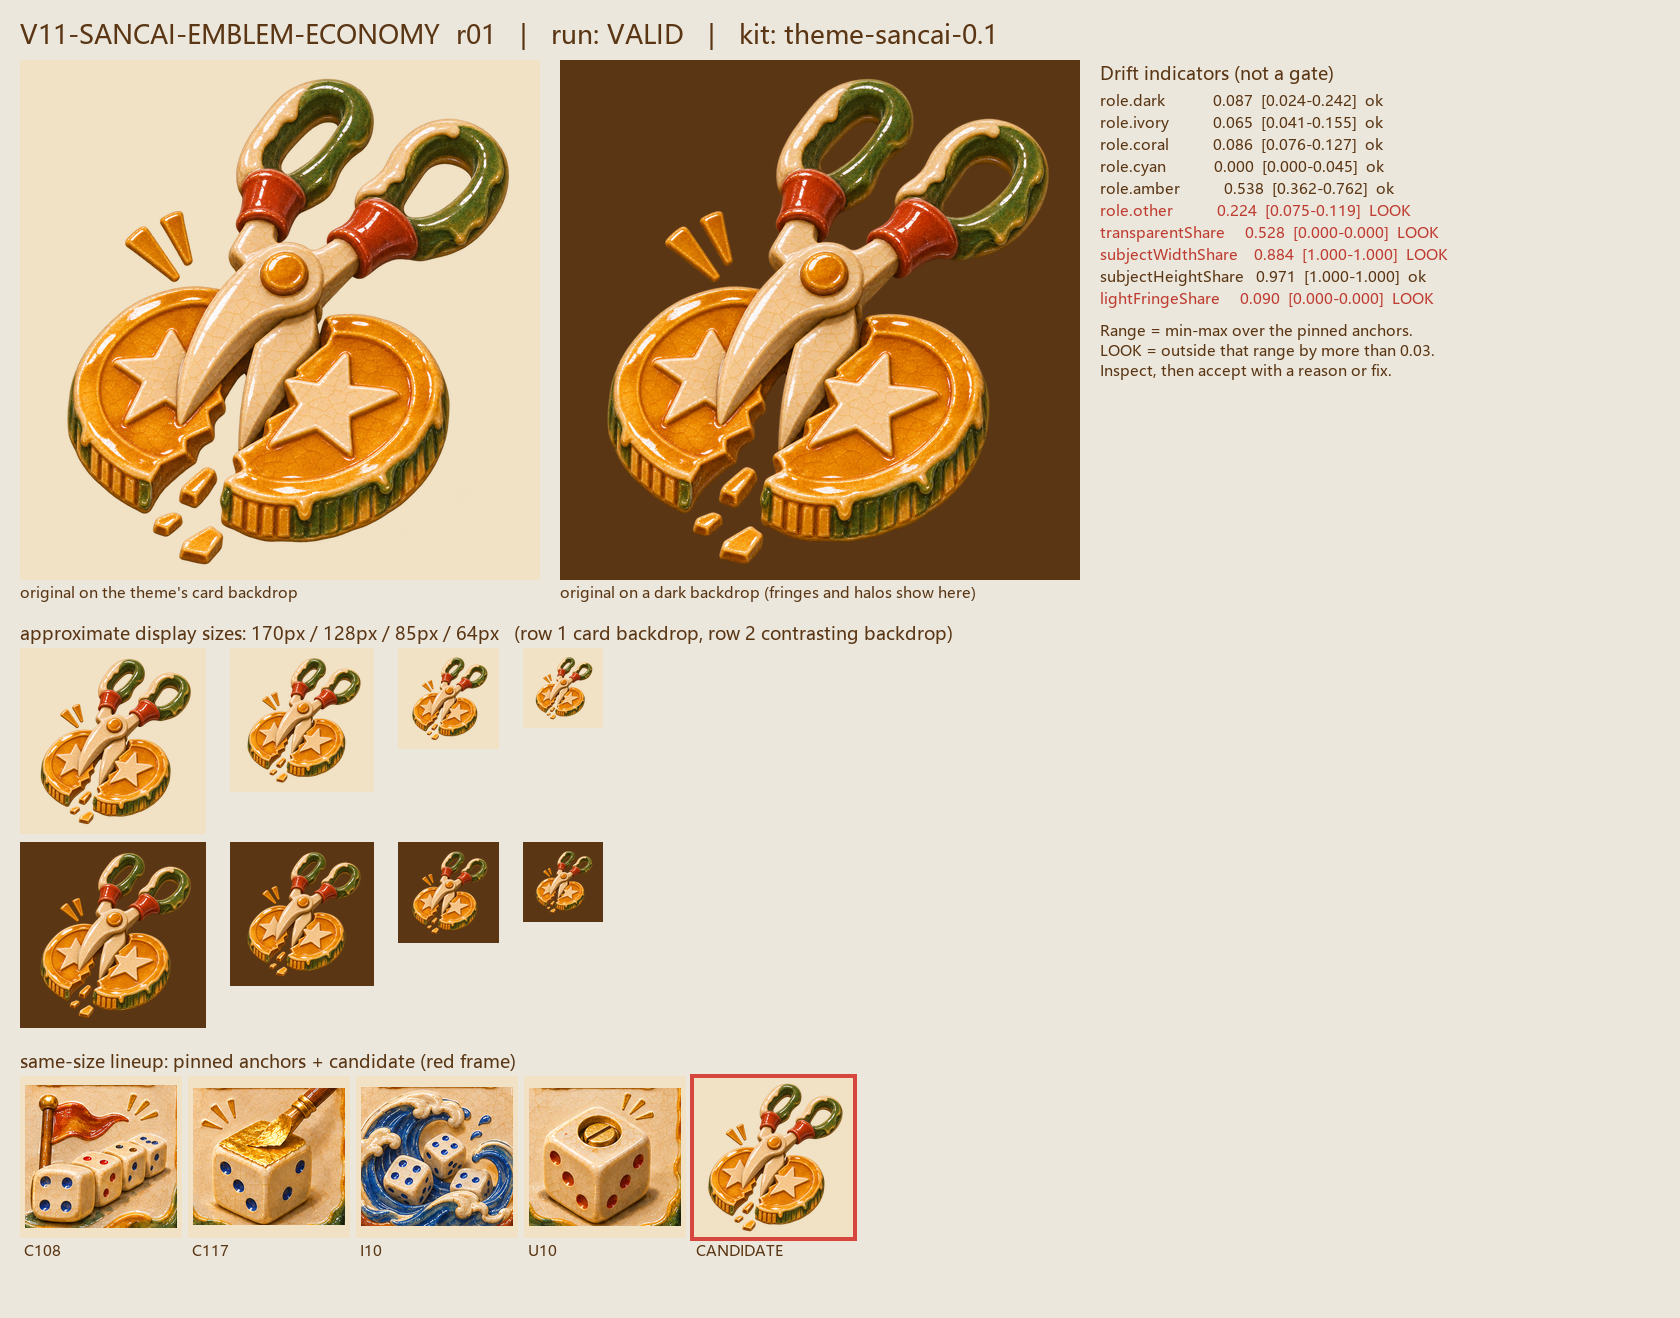 V11-SANCAI-EMBLEM-ECONOMY r01 | run: VALID | kit: theme-sancai-0.1
Drift indicators (not a gate)
role.dark 0.087 [0.024-0.242] ok
role.ivory 0.065 [0.041-0.155] ok
role.coral 0.086 [0.076-0.127] ok
role.cyan 0.000 [0.000-0.045] ok
role.amber 0.538 [0.362-0.762] ok
role.other 0.224 [0.075-0.119] LOOK
transparentShare 0.528 [0.000-0.000] LOOK
subjectWidthShare 0.884 [1.000-1.000] LOOK
subjectHeightShare 0.971 [1.000-1.000] ok
lightFringeShare 0.090 [0.000-0.000] LOOK
Range = min-max over the pinned anchors.
LOOK = outside that range by more than 0.03.
Inspect, then accept with a reason or fix.
original on the theme's card backdrop
original on a dark backdrop (fringes and halos show here)
approximate display sizes: 170px / 128px / 85px / 64px (row 1 card backdrop, row 2 contrasting backdrop)
same-size lineup: pinned anchors + candidate (red frame)
C108
C117
I10
U10
CANDIDATE